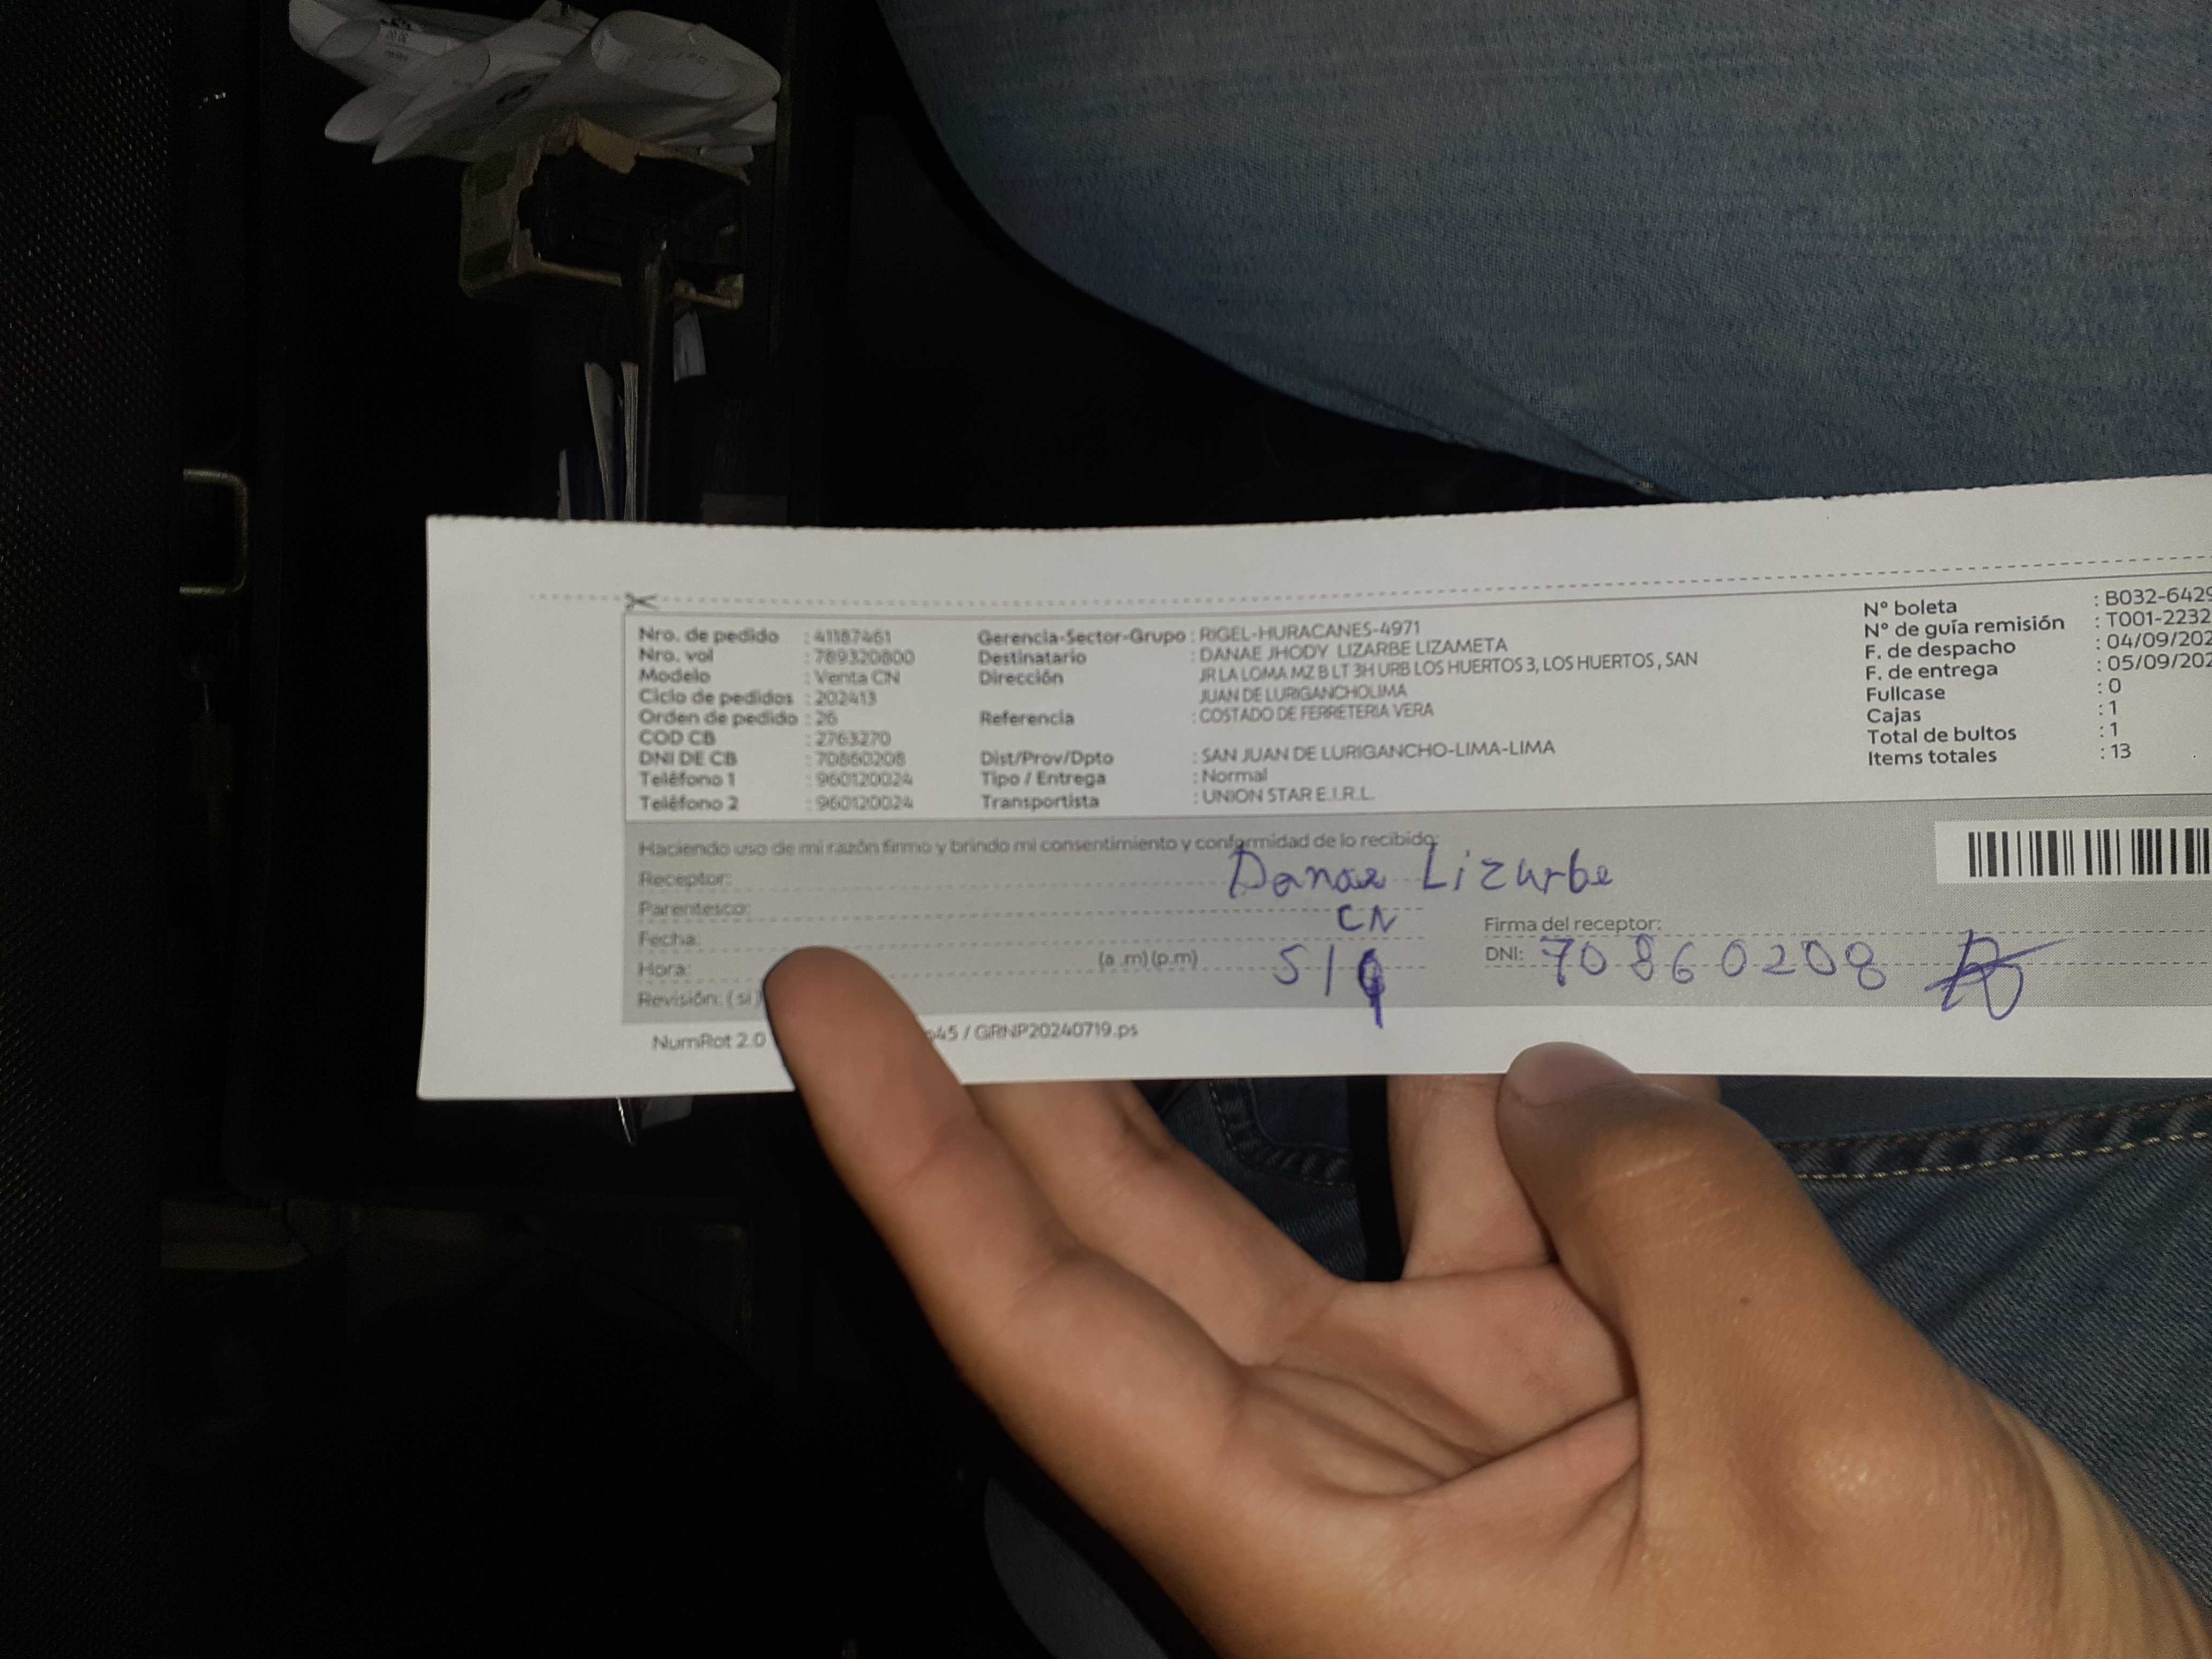 Nro. de pedido : 41187461
Nro. vol : 789320800
Modelo : Venta CN
Ciclo de pedidos : 202413
Orden de pedido : 26
COD CB : 2763270
DNI DE CB : 70860208
Teléfono 1 : 960120024
Teléfono 2 : 960120024
Gerencia-Sector-Grupo : RIGEL-HURACANES-4971
Destinatario : DANAE JHODY LIZARBE LIZAMETA
Dirección JR LA LOMA MZ B LT 3H URB LOS HUERTOS 3, LOS HUERTOS , SAN
JUAN DE LURIGANCHOLIMA
Referencia : COSTADO DE FERRETERIA VERA
Dist/Prov/Dpto : SAN JUAN DE LURIGANCHO-LIMA-LIMA
Tipo / Entrega : Normal
Transportista : UNION STAR E.I.R.L.
N° boleta : B032-6429
N° de guía remisión : T001-2232
F. de despacho : 04/09/202
F. de entrega : 05/09/202
Fullcase : 0
Cajas : 1
Total de bultos : 1
Items totales : 13
Haciendo uso de mi razón firmo y brindo mi consentimiento y conformidad de lo recibido:
Receptor: Danae Lizurbe
Parentesco: CN
Fecha: 5/9
Hora: (a .m) (p.m)
Revisión: ( si )
Firma del receptor:
DNI: 70860208
NumRot 2.0 45 / GRNP20240719.ps